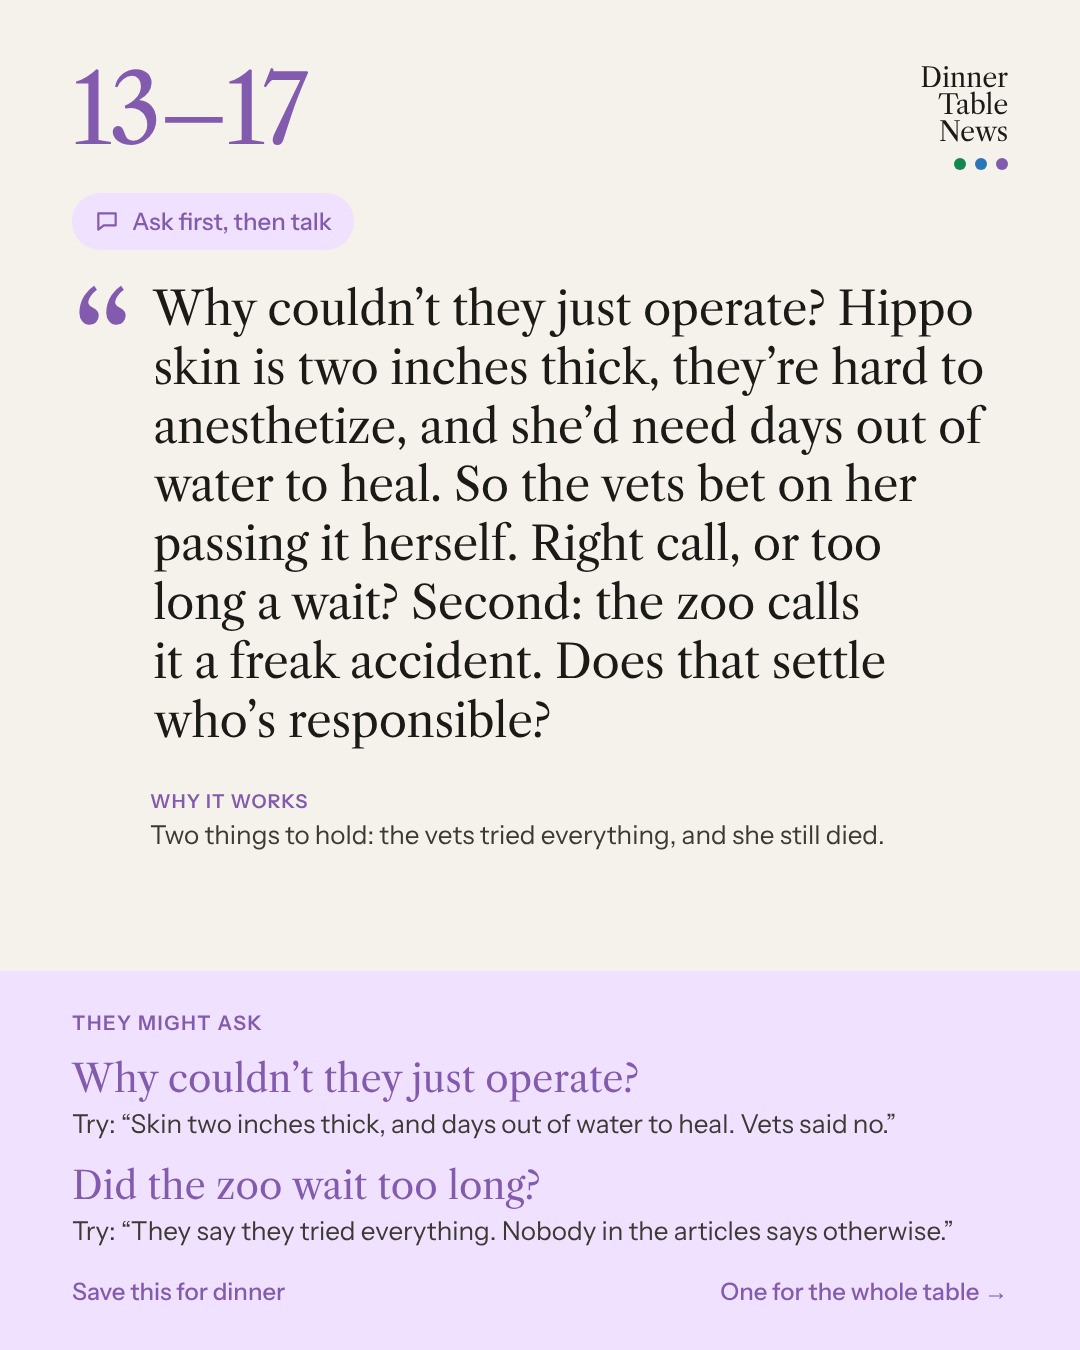 13–17
Dinner
Table
News
Ask first, then talk
“ Why couldn’t they just operate? Hippo
skin is two inches thick, they’re hard to
anesthetize, and she’d need days out of
water to heal. So the vets bet on her
passing it herself. Right call, or too
long a wait? Second: the zoo calls
it a freak accident. Does that settle
who’s responsible?
WHY IT WORKS
Two things to hold: the vets tried everything, and she still died.
THEY MIGHT ASK
Why couldn’t they just operate?
Try: “Skin two inches thick, and days out of water to heal. Vets said no.”
Did the zoo wait too long?
Try: “They say they tried everything. Nobody in the articles says otherwise.”
Save this for dinner
One for the whole table →